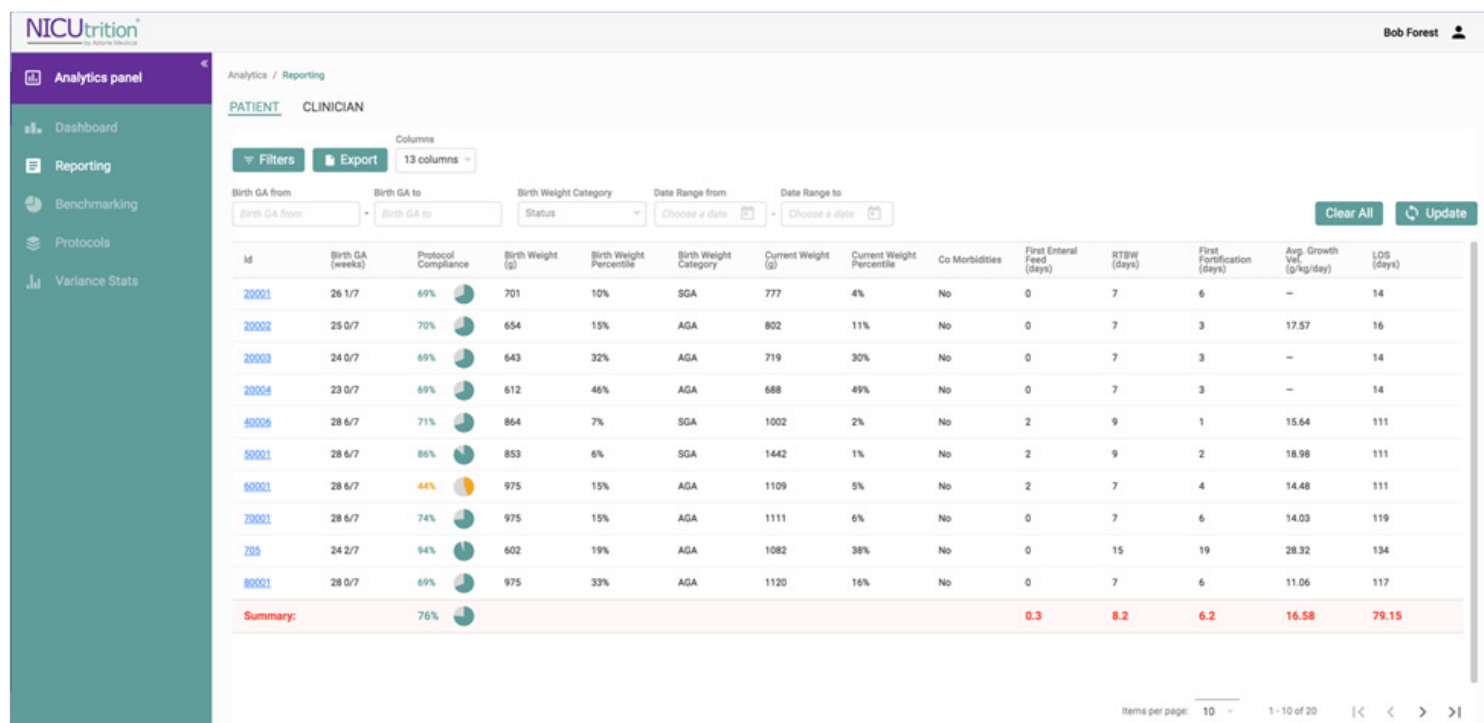 NICUtrition®
by Astarte Medical
Bob Forest
Analytics panel
«
Dashboard
Reporting
Benchmarking
Protocols
Variance Stats
Analytics / Reporting
PATIENT CLINICIAN
Columns
Filters Export 13 columns
Birth GA from Birth GA to Birth Weight Category Date Range from Date Range to
Birth GA from - Birth GA to Status Choose a date - Choose a date Clear All Update
Id Birth GA (weeks) Protocol Compliance Birth Weight (g) Birth Weight Percentile Birth Weight Category Current Weight (g) Current Weight Percentile Co Morbidities First Enteral Feed (days) RTBW (days) First Fortification (days) Avg. Growth Vel. (g/kg/day) LOS (days)
20001 26 1/7 69% 701 10% SGA 777 4% No 0 7 6 – 14
20002 25 0/7 70% 654 15% AGA 802 11% No 0 7 3 17.57 16
20003 24 0/7 69% 643 32% AGA 719 30% No 0 7 3 – 14
20004 23 0/7 69% 612 46% AGA 688 49% No 0 7 3 – 14
40006 28 6/7 71% 864 7% SGA 1002 2% No 2 9 1 15.64 111
50001 28 6/7 86% 853 6% SGA 1442 1% No 2 9 2 18.98 111
60001 28 6/7 44% 975 15% AGA 1109 5% No 2 7 4 14.48 111
70001 28 6/7 74% 975 15% AGA 1111 6% No 0 7 6 14.03 119
705 24 2/7 94% 602 19% AGA 1082 38% No 0 15 19 28.32 134
80001 28 0/7 69% 975 33% AGA 1120 16% No 0 7 6 11.06 117
Summary: 76% 0.3 8.2 6.2 16.58 79.15
Items per page: 10 1 - 10 of 20 |< < > >|